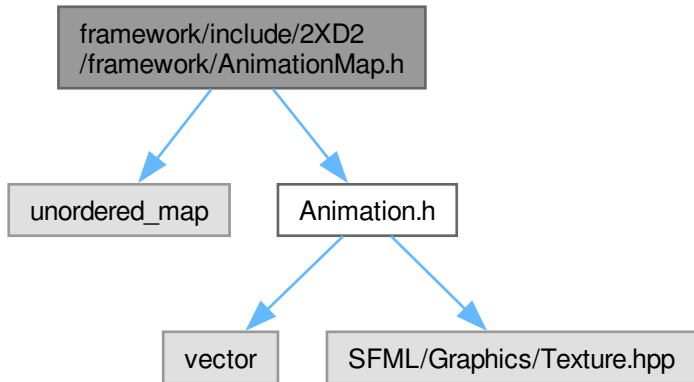 framework/include/2XD2
/framework/AnimationMap.h
unordered_map
Animation.h
vector
SFML/Graphics/Texture.hpp